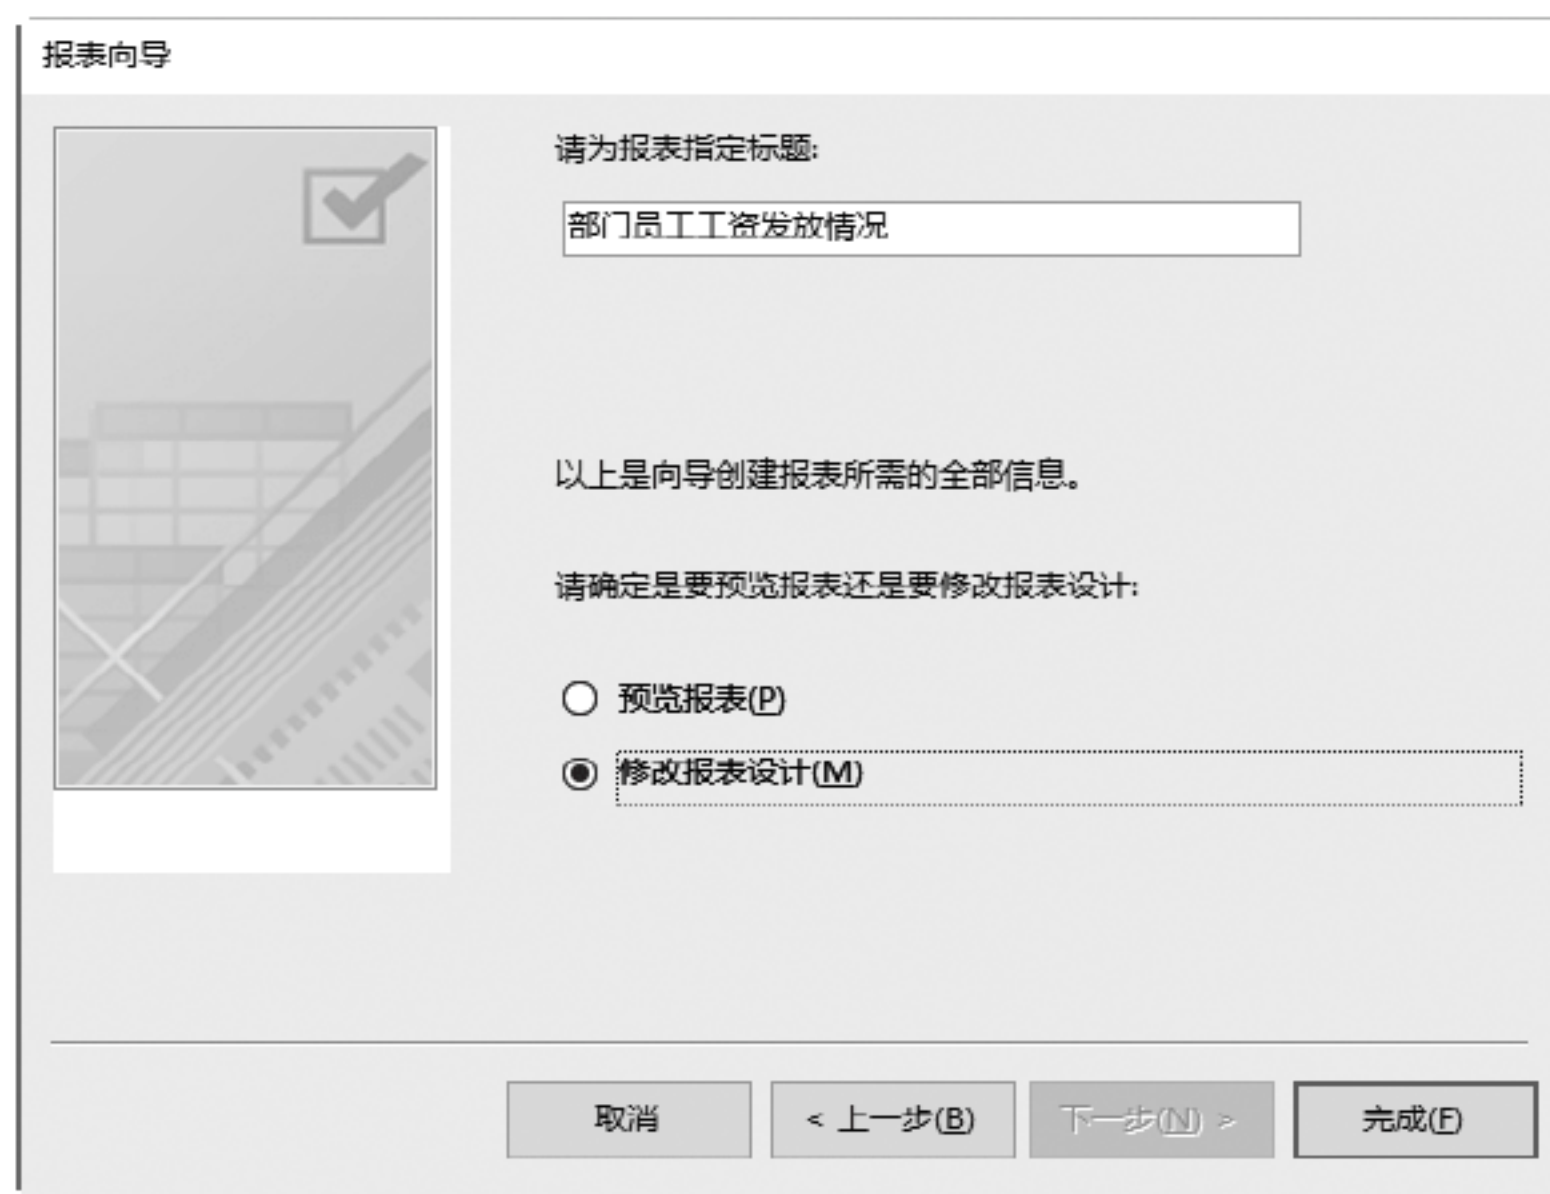 报表向导
请为报表指定标题:
部门员工工资发放情况
以上是向导创建报表所需的全部信息。
请确定是要预览报表还是要修改报表设计:
预览报表(P)
修改报表设计(M)
取消
< 上一步(B)
下一步(N) >
完成(F)